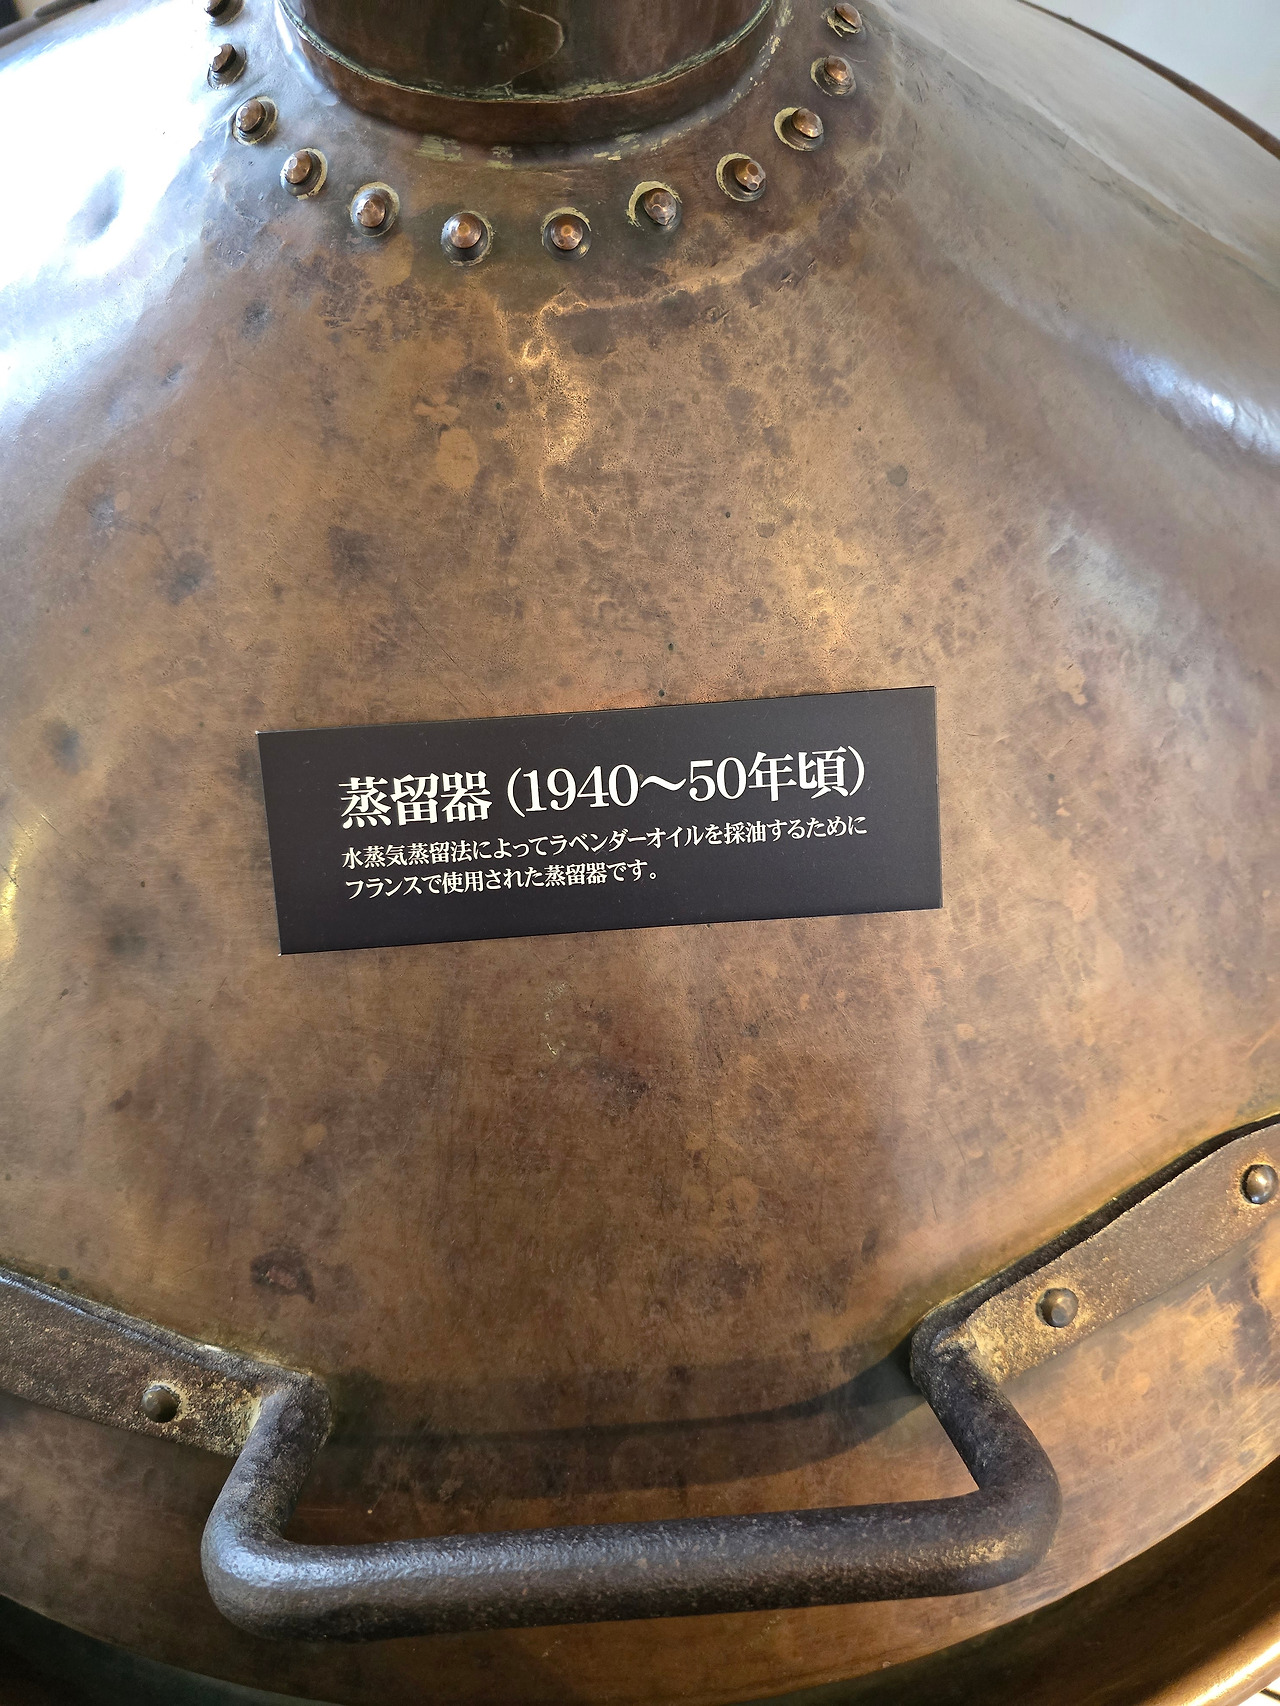 蒸留器（1940〜50年頃）
水蒸気蒸留法によってラベンダーオイルを採油するために
フランスで使用された蒸留器です。